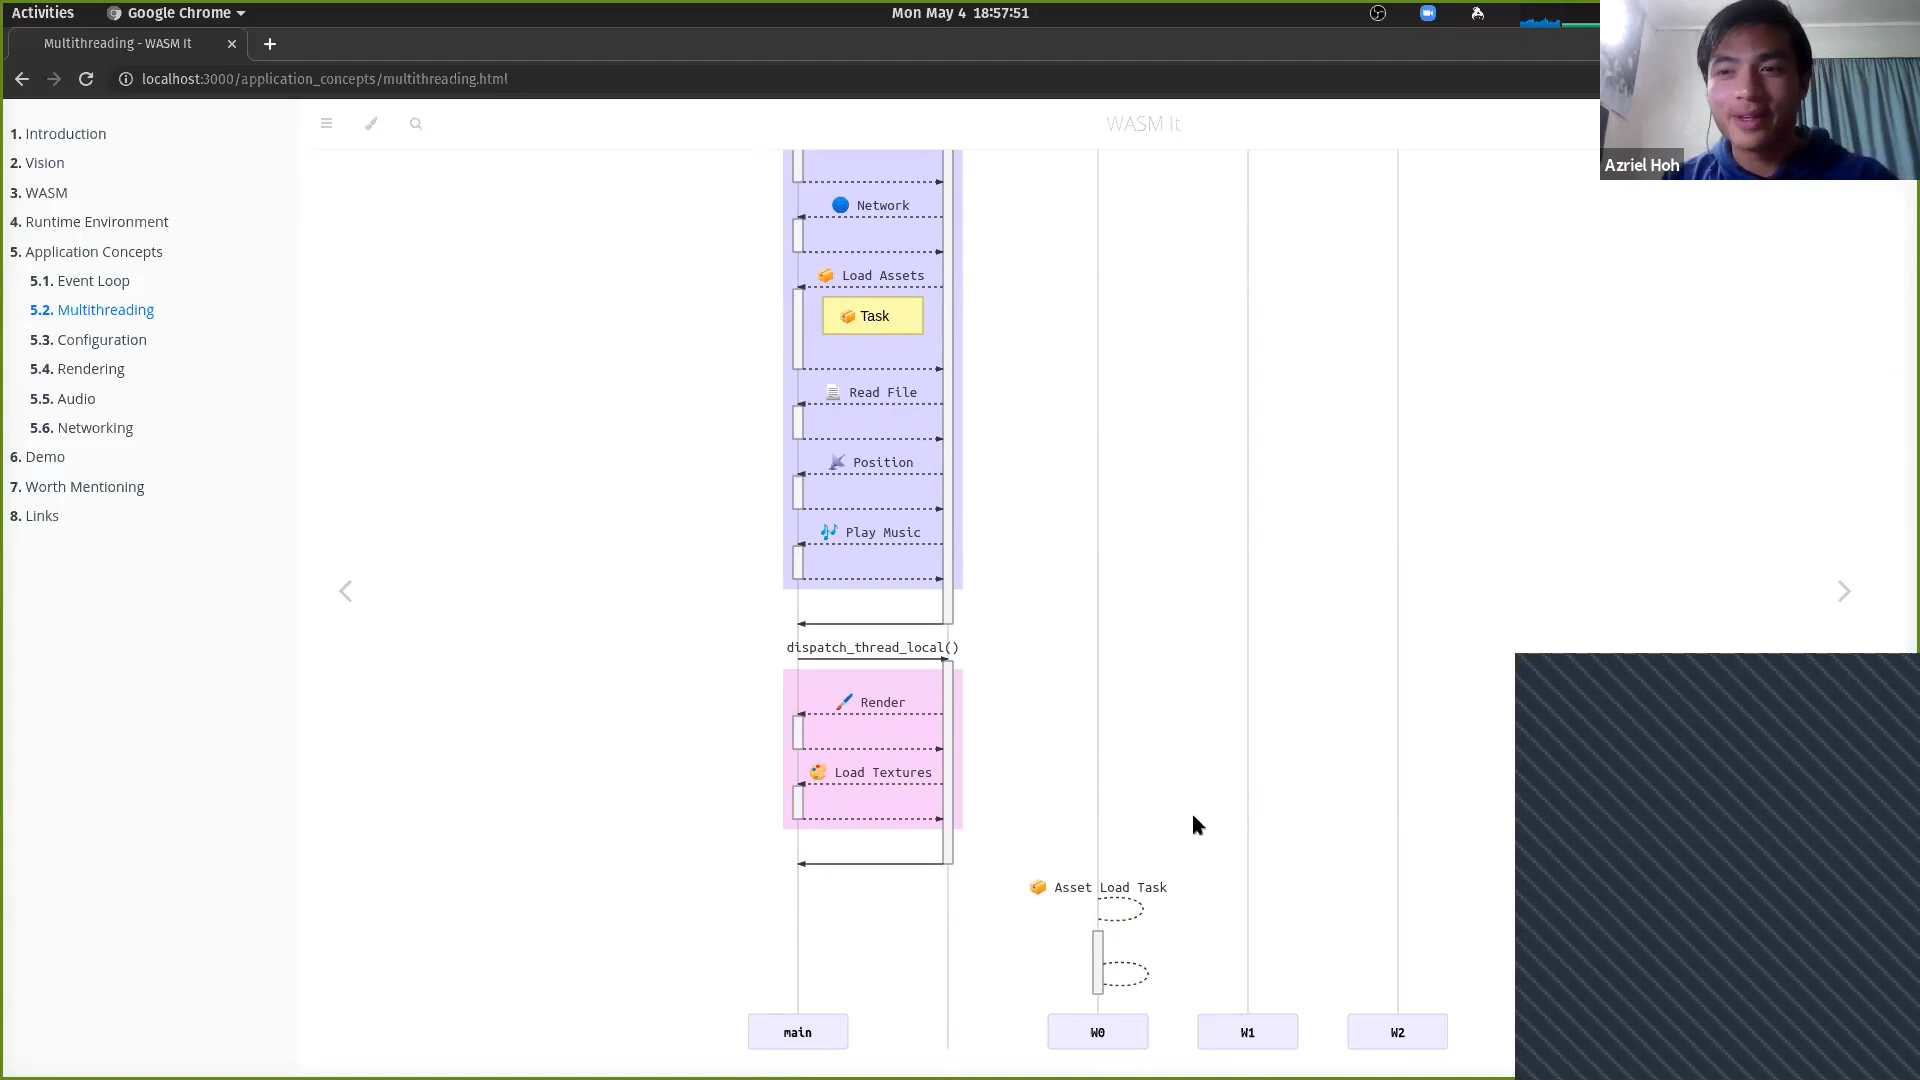 Activities
Google Chrome
Mon May 4 18:57:51
Multithreading - WASM It
localhost:3000/application_concepts/multithreading.html
WASM It
Azriel Hoh
1. Introduction
2. Vision
3. WASM
4. Runtime Environment
5. Application Concepts
5.1. Event Loop
5.2. Multithreading
5.3. Configuration
5.4. Rendering
5.5. Audio
5.6. Networking
6. Demo
7. Worth Mentioning
8. Links
Network
Load Assets
Task
Read File
Position
Play Music
dispatch_thread_local()
Render
Load Textures
Asset Load Task
main
W0
W1
W2